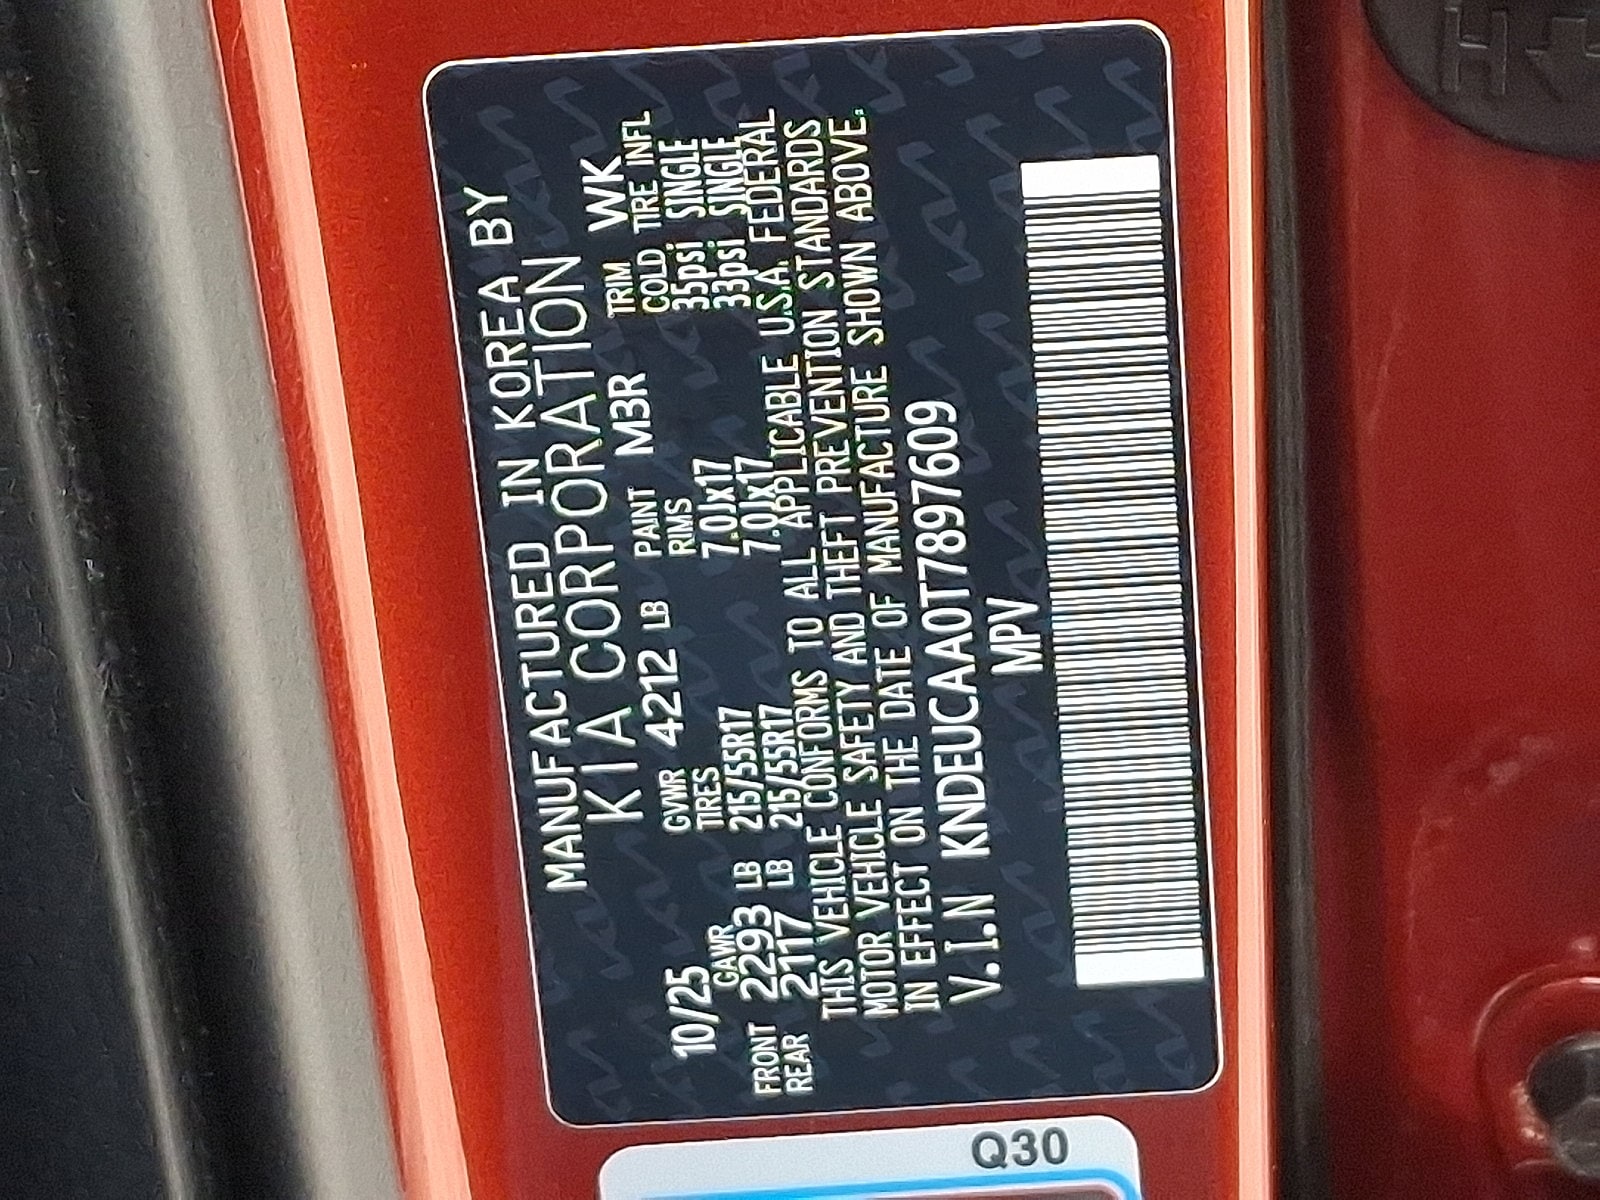 MANUFACTURED IN KOREA BY
KIA CORPORATION
10/25 GVWR 4212 LB PAINT M3R TRIM WK
GAWR TIRES RIMS COLD TIRE INFL
FRONT 2293 LB 215/55R17 7.0Jx17 35psi SINGLE
REAR 2117 LB 215/55R17 7.0Jx17 33psi SINGLE
THIS VEHICLE CONFORMS TO ALL APPLICABLE U.S.A. FEDERAL
MOTOR VEHICLE SAFETY AND THEFT PREVENTION STANDARDS
IN EFFECT ON THE DATE OF MANUFACTURE SHOWN ABOVE.
V.I.N KNDEUCAA0T7897609
MPV
Q30